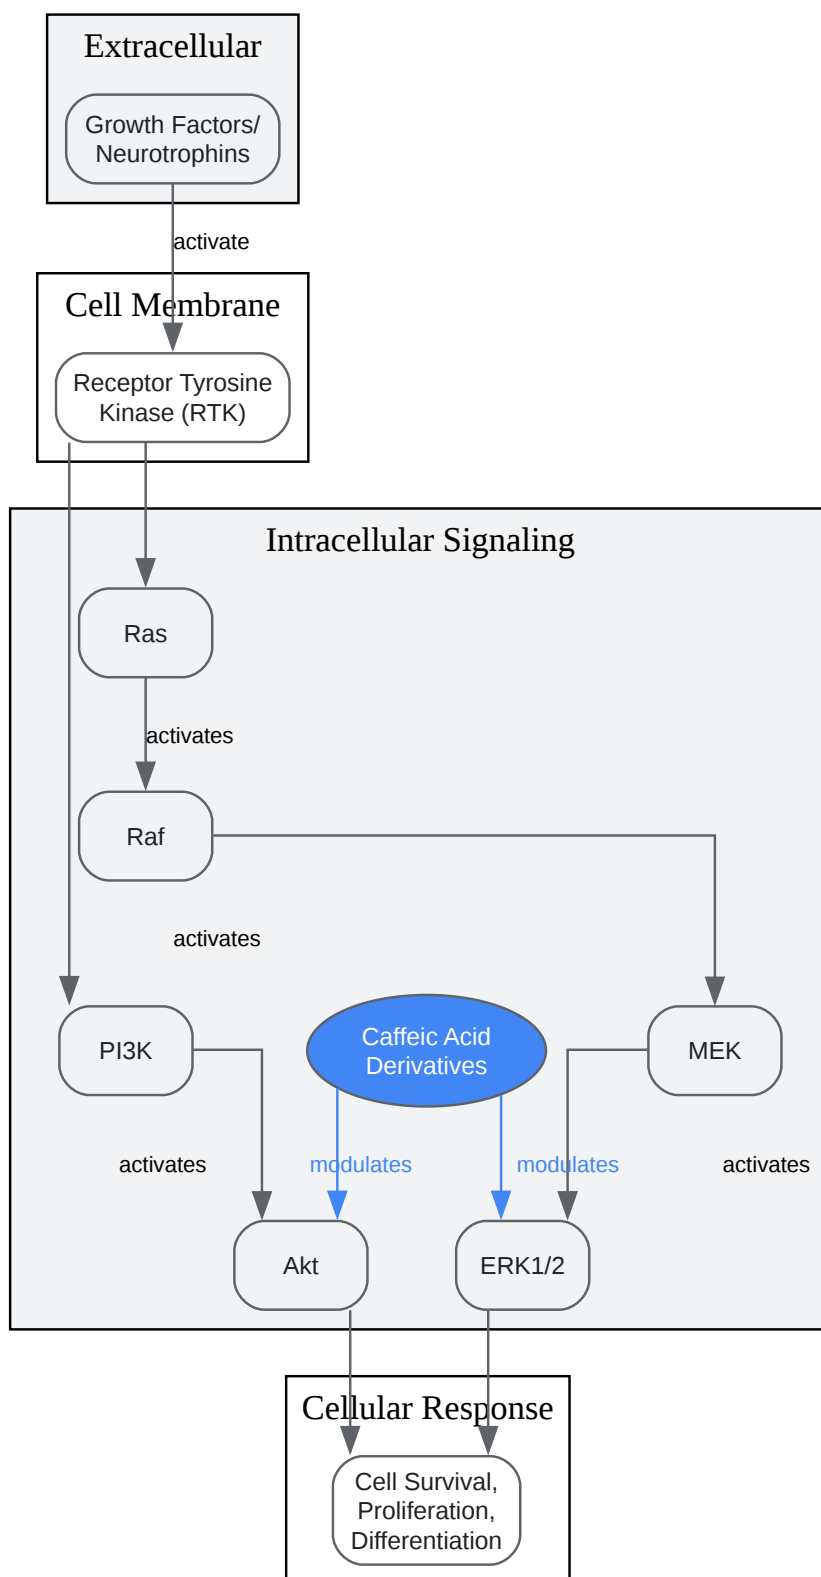 Extracellular
Growth Factors/
Neurotrophins
activate
Cell Membrane
Receptor Tyrosine
Kinase (RTK)
Intracellular Signaling
Ras
activates
Raf
activates
PI3K
Caffeic Acid
Derivatives
MEK
activates
modulates
modulates
activates
Akt
ERK1/2
Cellular Response
Cell Survival,
Proliferation,
Differentiation